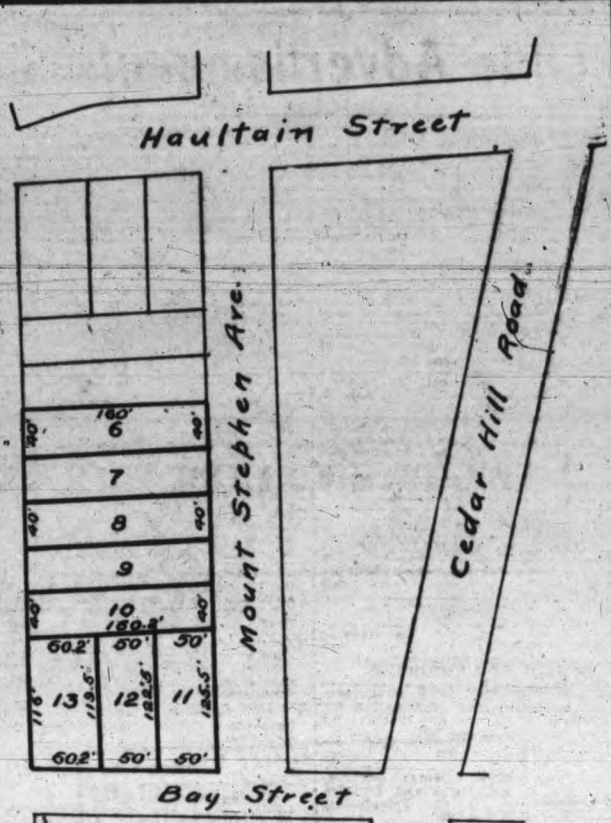 Haultain Street
Mount Stephen Ave.
Cedar Hill Road
160'
40' 6 40'
7
40' 8 40'
9
40' 10 40'
160.2'
60.2' 50' 50'
116' 13 119.5' 12 122.5' 11 125.5'
60.2' 50' 50'
Bay Street